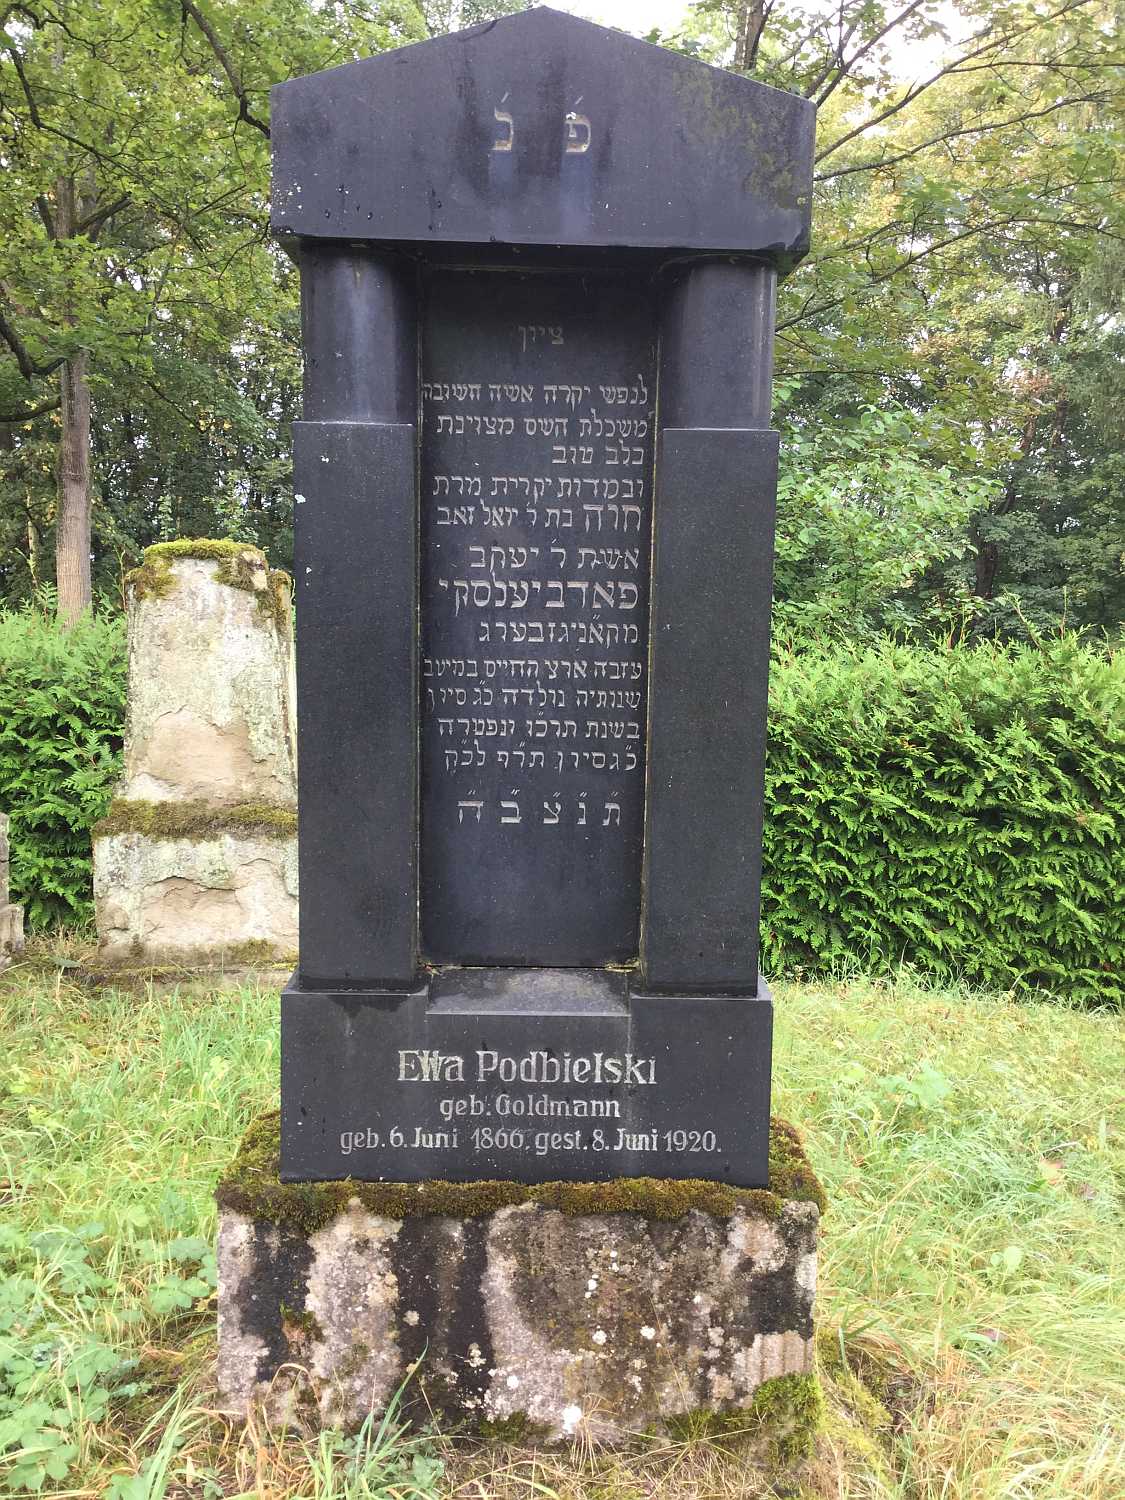 פ׳ נ׳
ציון
לנפש יקרה אשה חשובה
משכלת השם מצוינת
בלב טוב
ובמדות יקרות מרת
חוה בת ר׳ יואל זאב
אשת ר׳ יעקב
פאדביעלסקי
מקאניגזבערג
עזבה ארץ החיים במיטב
שנותיה נולדה כ״ג סיון
בשנת תרכ״ו ונפטרה
כ״ג סיון תר״ף לפ״ק
ת̈ נ̈ צ̈ ב̈ ה̈
Ewa Podbielski
geb. Goldmann
geb. 6. Juni 1866, gest. 8. Juni 1920.